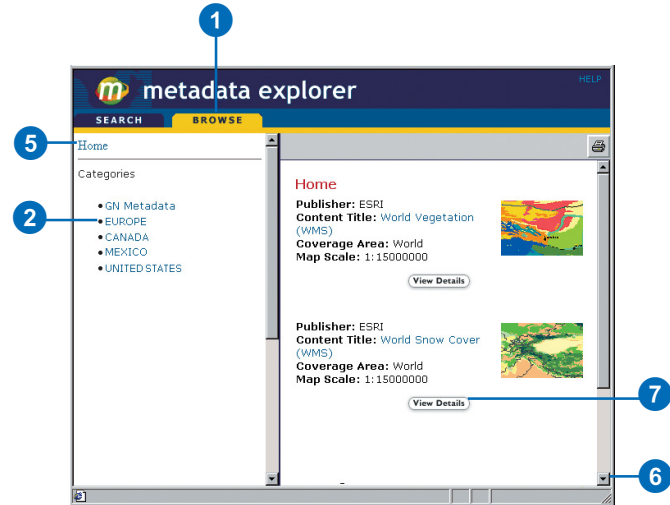 1
m metadata explorer
HELP
SEARCH BROWSE
5
Home
Categories
2
• GN Metadata
• EUROPE
• CANADA
• MEXICO
• UNITED STATES
Home
Publisher: ESRI
Content Title: World Vegetation
(WMS)
Coverage Area: World
Map Scale: 1:15000000
View Details
Publisher: ESRI
Content Title: World Snow Cover
(WMS)
Coverage Area: World
Map Scale: 1:15000000
View Details
7
6